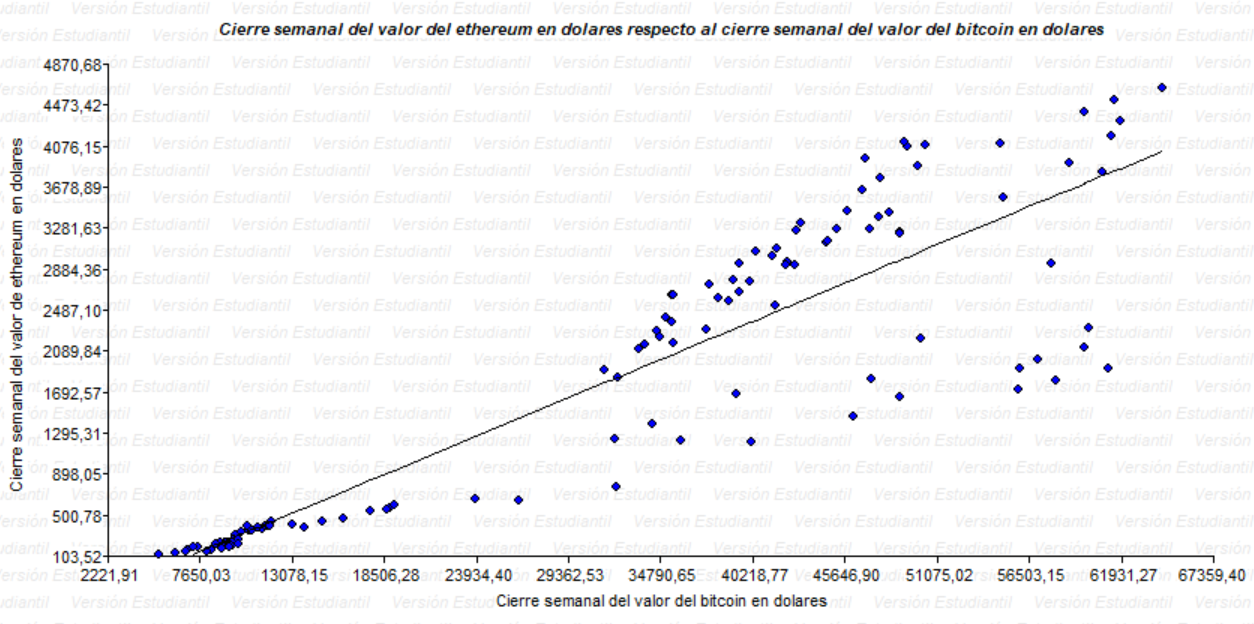 Cierre semanal del valor del ethereum en dolares respecto al cierre semanal del valor del bitcoin en dolares
4870,68
4473,42
4076,15
3678,89
3281,63
2884,36
2487,10
2089,84
1692,57
1295,31
898,05
500,78
103,52
Cierre semanal del valor de ethereum en dolares
2221,91 7650,03 13078,15 18506,28 23934,40 29362,53 34790,65 40218,77 45646,90 51075,02 56503,15 61931,27 67359,40
Cierre semanal del valor del bitcoin en dolares
Versión Estudiantil